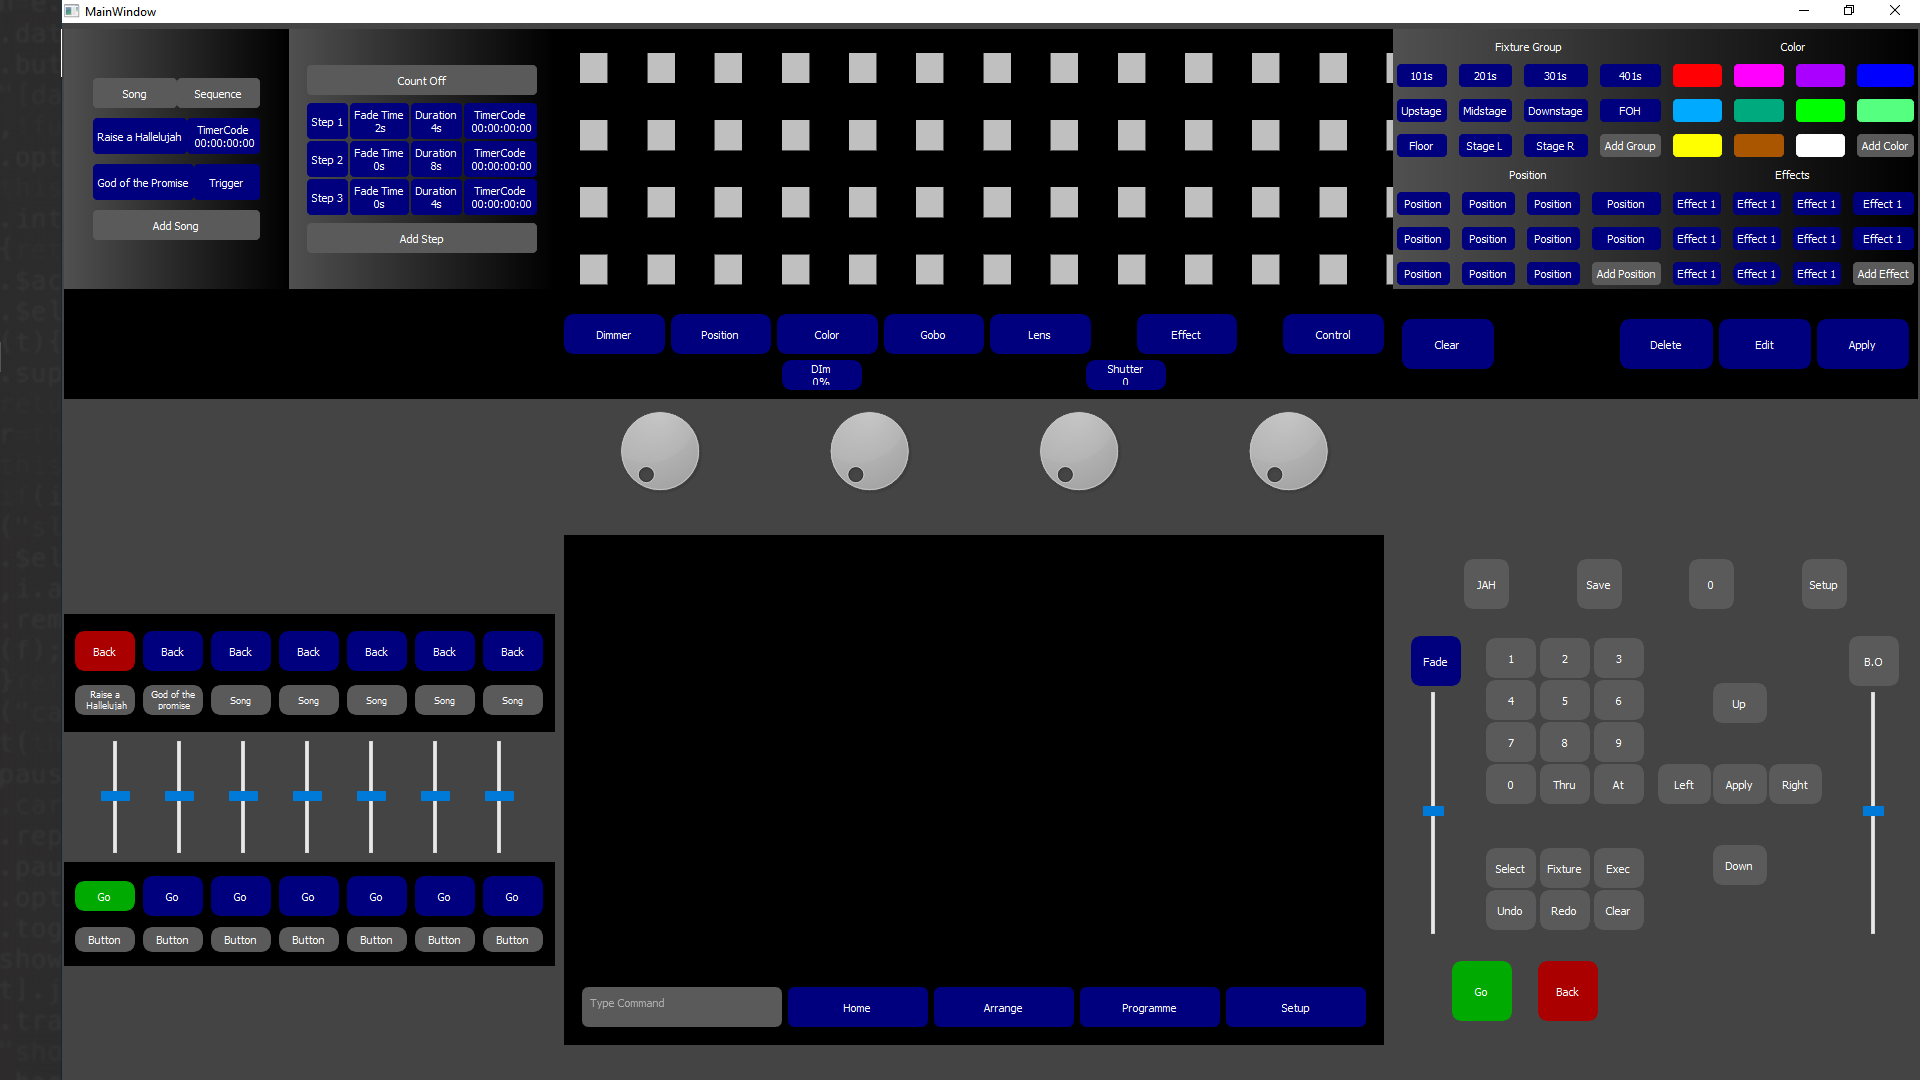 MainWindow
Song Sequence
Raise a Hallelujah TimerCode 00:00:00:00
God of the Promise Trigger
Add Song
Count Off
Step 1 Fade Time 2s Duration 4s TimerCode 00:00:00:00
Step 2 Fade Time 0s Duration 8s TimerCode 00:00:00:00
Step 3 Fade Time 0s Duration 4s TimerCode 00:00:00:00
Add Step
Fixture Group
101s 201s 301s 401s
Upstage Midstage Downstage FOH
Floor Stage L Stage R Add Group
Color
Add Color
Position
Position Position Position Position
Position Position Position Position
Position Position Position Add Position
Effects
Effect 1 Effect 1 Effect 1 Effect 1
Effect 1 Effect 1 Effect 1 Effect 1
Effect 1 Effect 1 Effect 1 Add Effect
Dimmer Position Color Gobo Lens Effect Control
DIm
0%
Shutter
0
Clear Delete Edit Apply
Back Back Back Back Back Back Back
Raise a Hallelujah God of the promise Song Song Song Song Song
Go Go Go Go Go Go Go
Button Button Button Button Button Button Button
Type Command Home Arrange Programme Setup
JAH Save 0 Setup
Fade
1 2 3
4 5 6
7 8 9
0 Thru At
Select Fixture Exec
Undo Redo Clear
Up
Left Apply Right
Down
B.O
Go Back